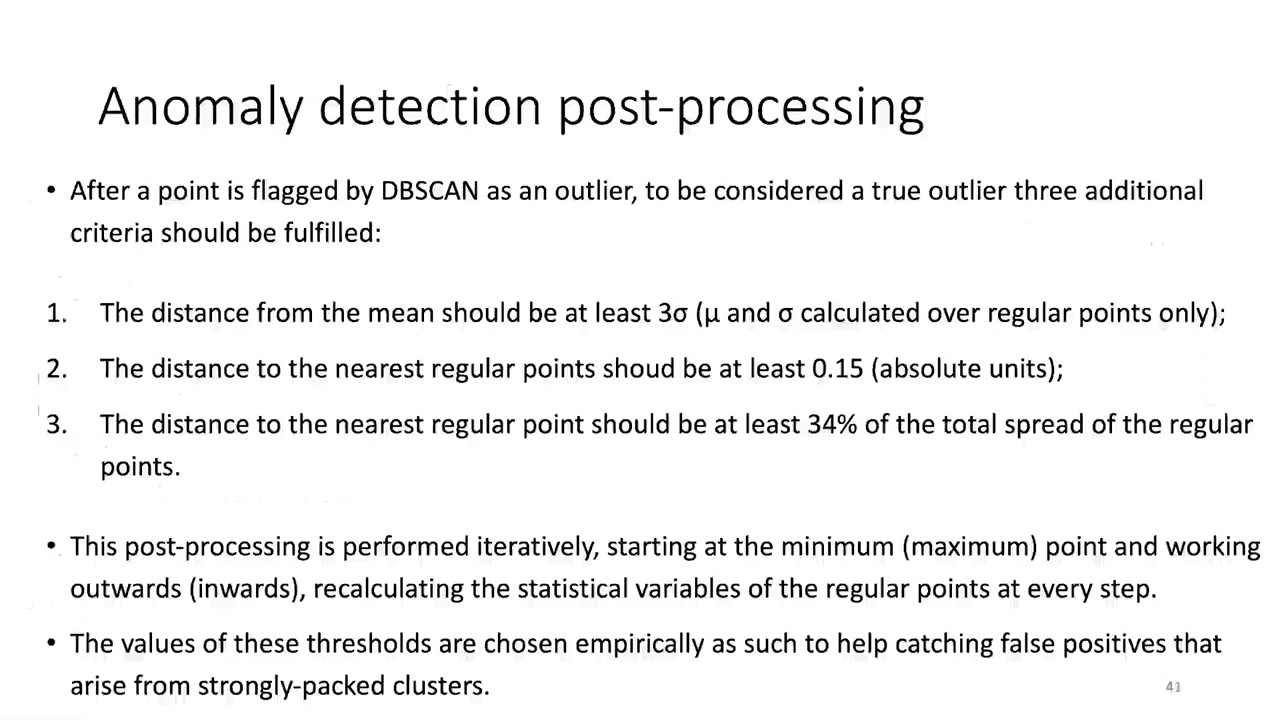 Anomaly detection post-processing
• After a point is flagged by DBSCAN as an outlier, to be considered a true outlier three additional
criteria should be fulfilled:
1. The distance from the mean should be at least 3σ (μ and σ calculated over regular points only);
2. The distance to the nearest regular points shoud be at least 0.15 (absolute units);
3. The distance to the nearest regular point should be at least 34% of the total spread of the regular
points.
• This post-processing is performed iteratively, starting at the minimum (maximum) point and working
outwards (inwards), recalculating the statistical variables of the regular points at every step.
• The values of these thresholds are chosen empirically as such to help catching false positives that
arise from strongly-packed clusters.
41